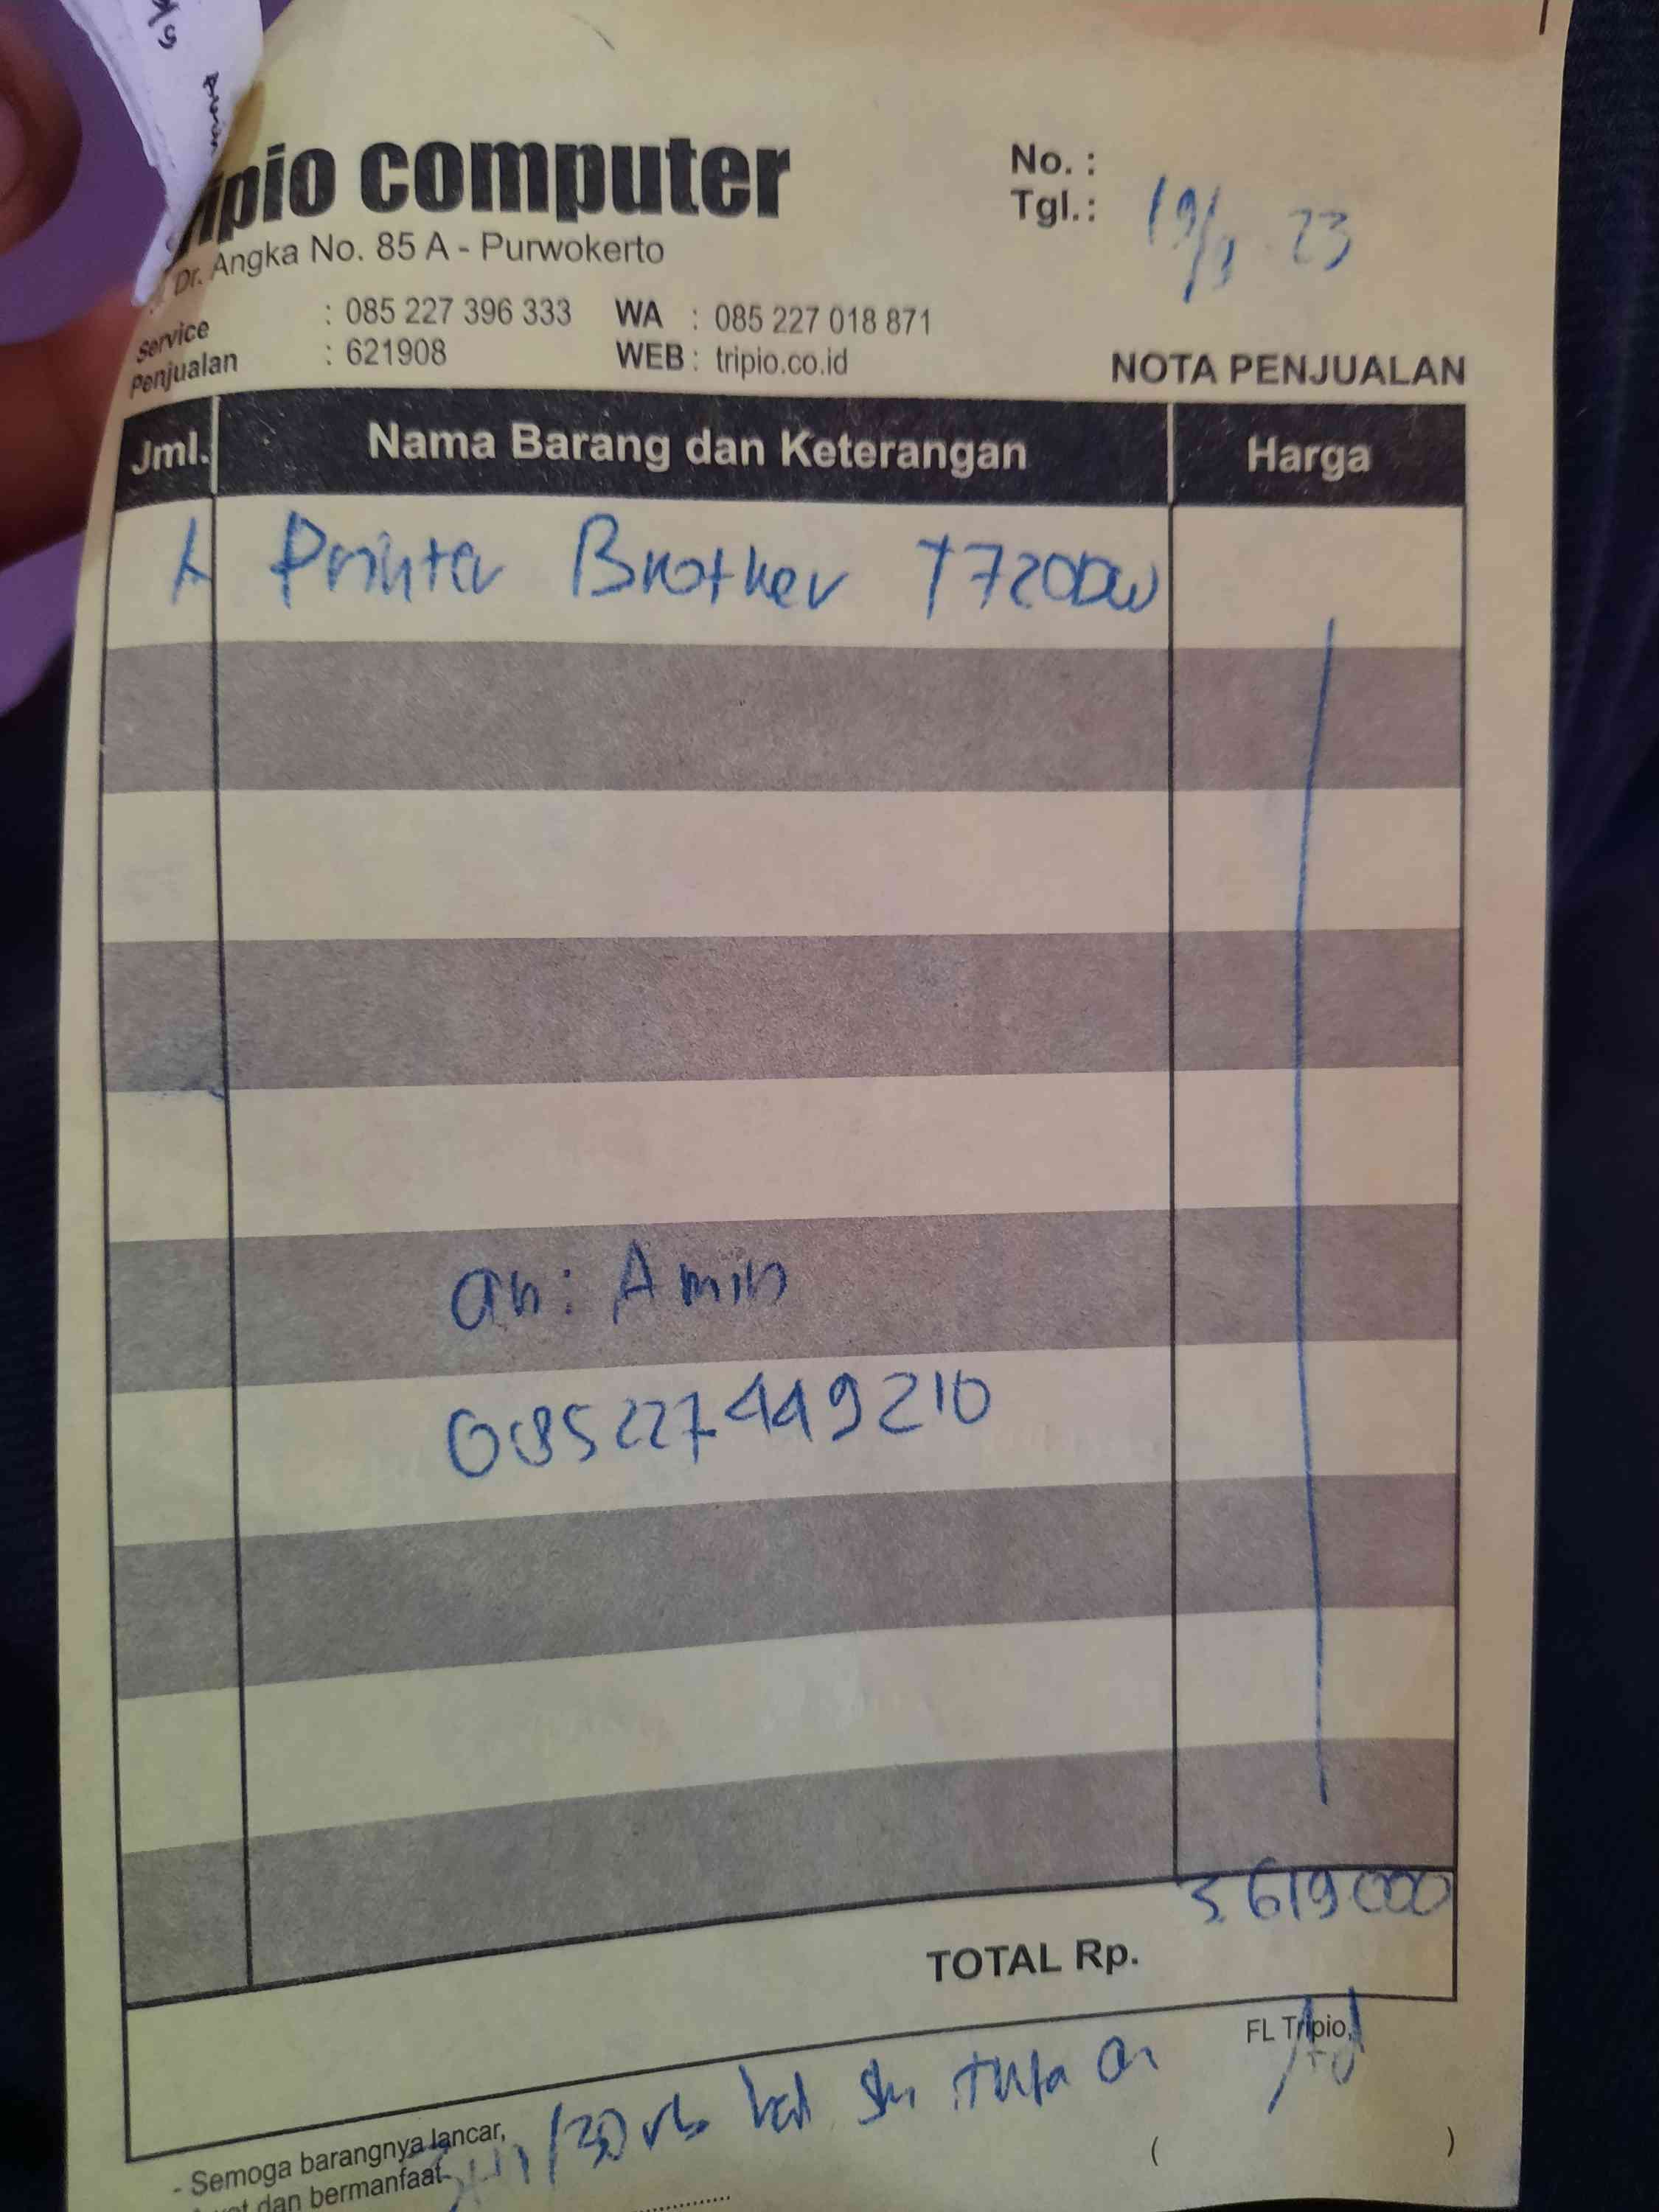 ipio computer
Dr. Angka No. 85 A - Purwokerto
Service : 085 227 396 333 WA : 085 227 018 871
Penjualan : 621908 WEB : tripio.co.id
No. :
Tgl. : 19/ 23
NOTA PENJUALAN
Jml. Nama Barang dan Keterangan Harga
1 Printer Brother T720DW
an: Amin
085227449210
TOTAL Rp. 3.619.000
FL Tripio,
( )
- Semoga barangnya lancar,
dan bermanfaat